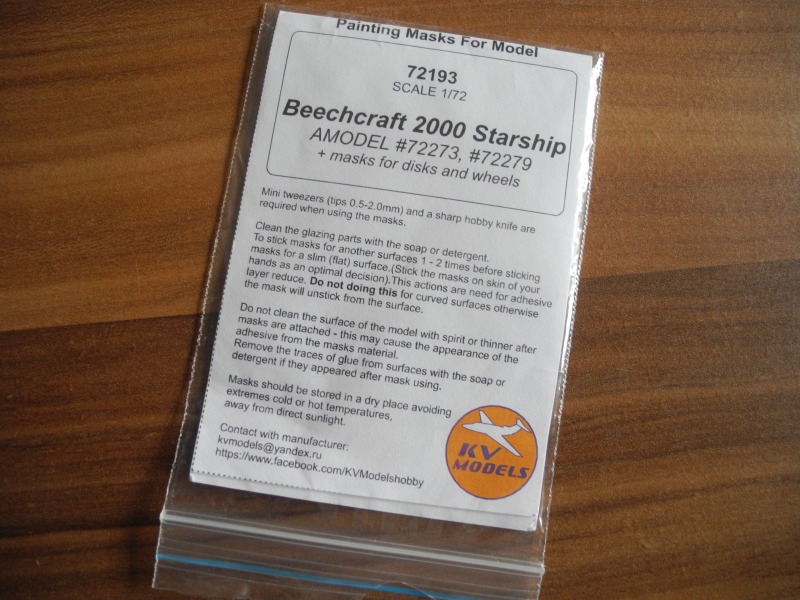 Painting Masks For Model
72193
SCALE 1/72
Beechcraft 2000 Starship
AMODEL #72273, #72279
+ masks for disks and wheels
Mini tweezers (tips 0.5-2.0mm) and a sharp hobby knife are
required when using the masks.
Clean the glazing parts with the soap or detergent.
To stick masks for another surfaces 1 - 2 times before sticking
masks for a slim (flat) surface.(Stick the masks on skin of your
hands as an optimal decision).This actions are need for adhesive
layer reduce. Do not doing this for curved surfaces otherwise
the mask will unstick from the surface.
Do not clean the surface of the model with spirit or thinner after
masks are attached - this may cause the appearance of the
adhesive from the masks material.
Remove the traces of glue from surfaces with the soap or
detergent if they appeared after mask using.
Masks should be stored in a dry place avoiding
extremes cold or hot temperatures,
away from direct sunlight.
Contact with manufacturer:
kvmodels@yandex.ru
https://www.facebook.com/KVModelshobby
KV
MODELS